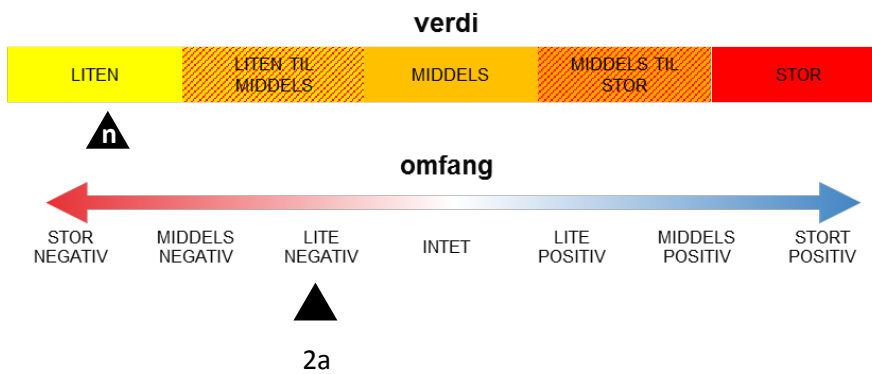 verdi
LITEN
LITEN TIL
MIDDELS
MIDDELS
MIDDELS TIL
STOR
STOR
n
omfang
STOR
NEGATIV
MIDDELS
NEGATIV
LITE
NEGATIV
INTET
LITE
POSITIV
MIDDELS
POSITIV
STORT
POSITIV
2a